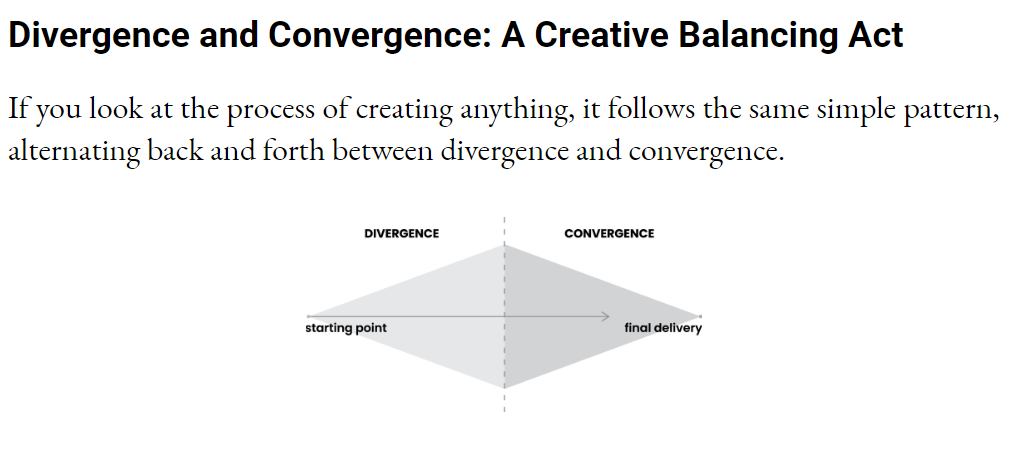 Divergence and Convergence: A Creative Balancing Act
If you look at the process of creating anything, it follows the same simple pattern,
alternating back and forth between divergence and convergence.
DIVERGENCE CONVERGENCE
starting point final delivery